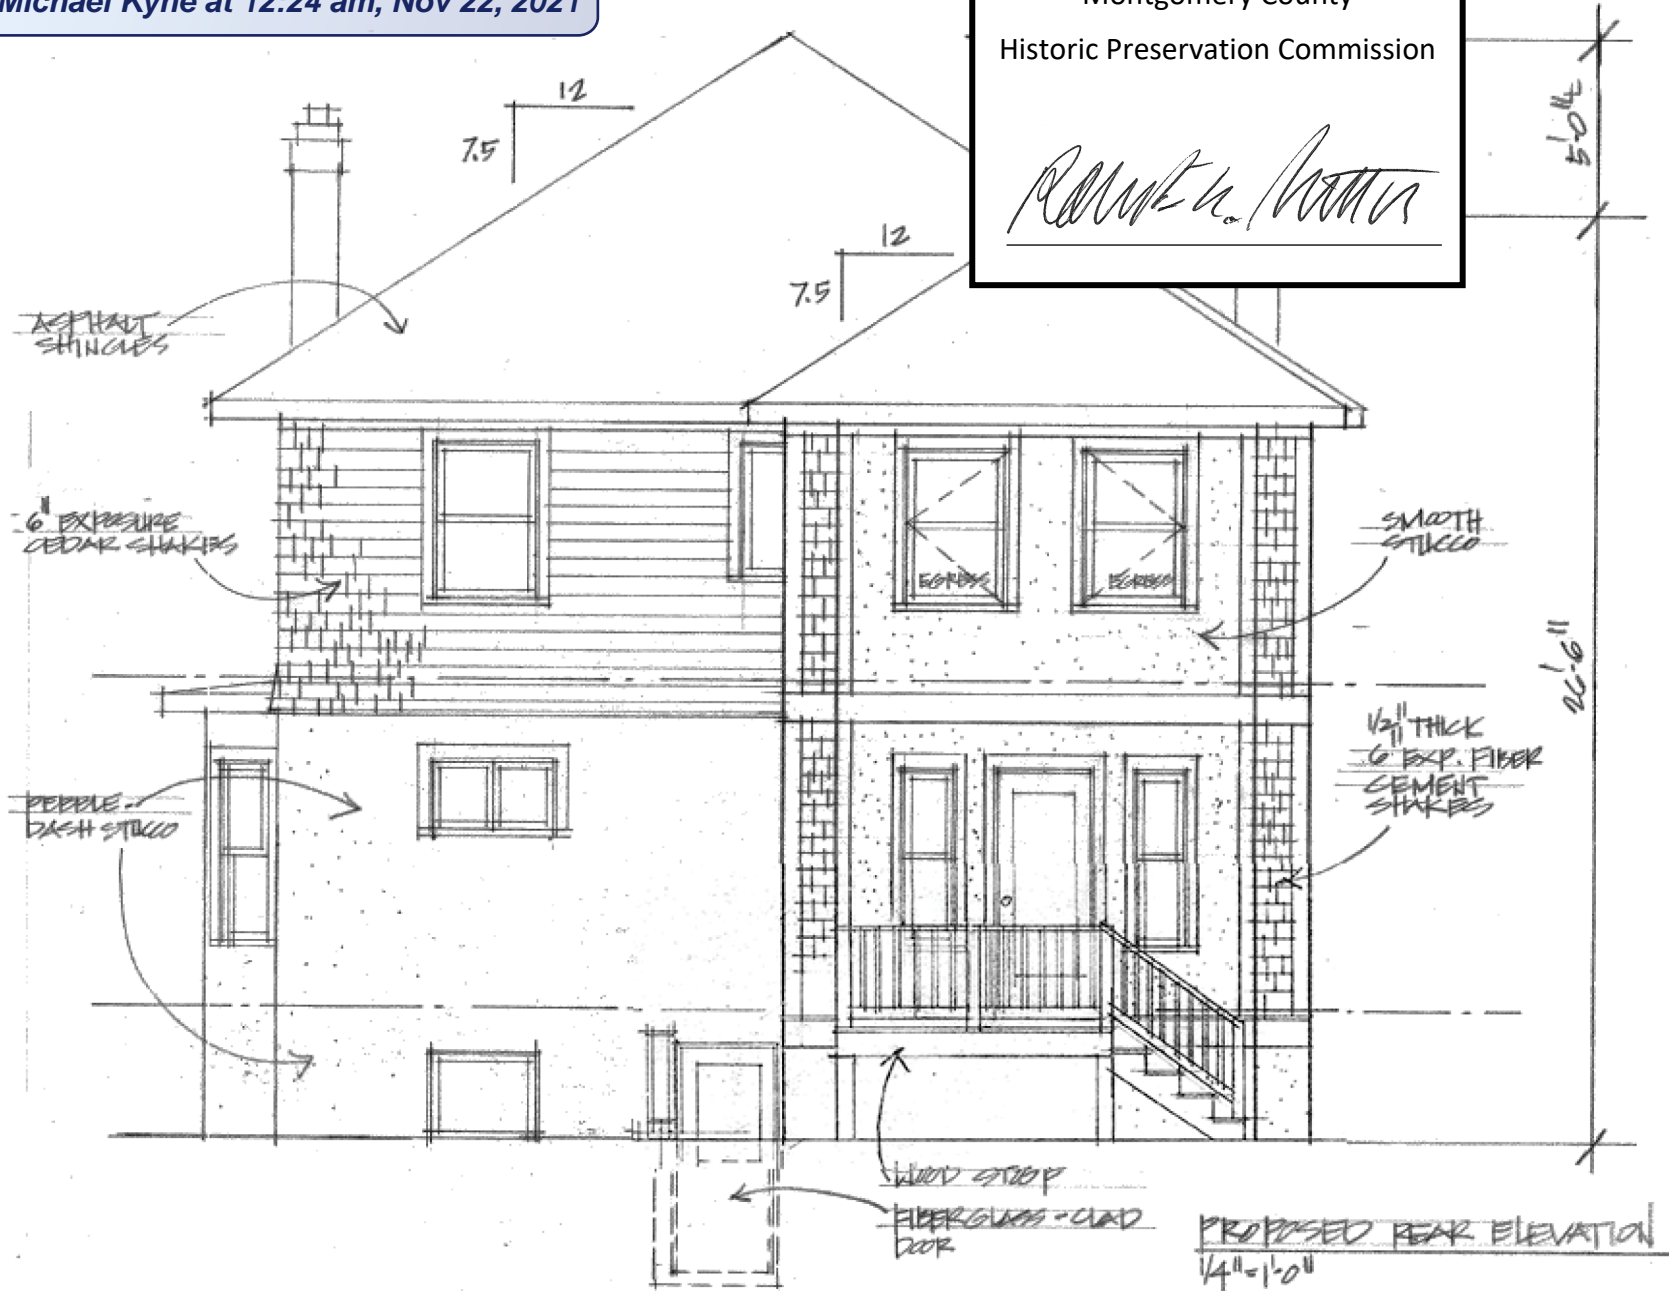 Michael Kyne at 12:24 am, Nov 22, 2021
Montgomery County
Historic Preservation Commission
12
7.5
5'-0"±
12
7.5
ASPHALT
SHINGLES
6" EXPOSURE
CEDAR SHAKES
EGRESS
EGRESS
SMOOTH
STUCCO
26'-6"
1/2" THICK
6" EXP. FIBER
CEMENT
SHAKES
PEBBLE-
DASH STUCCO
WOOD STOOP
FIBERGLASS-CLAD
DOOR
PROPOSED REAR ELEVATION
1/4"=1'-0"